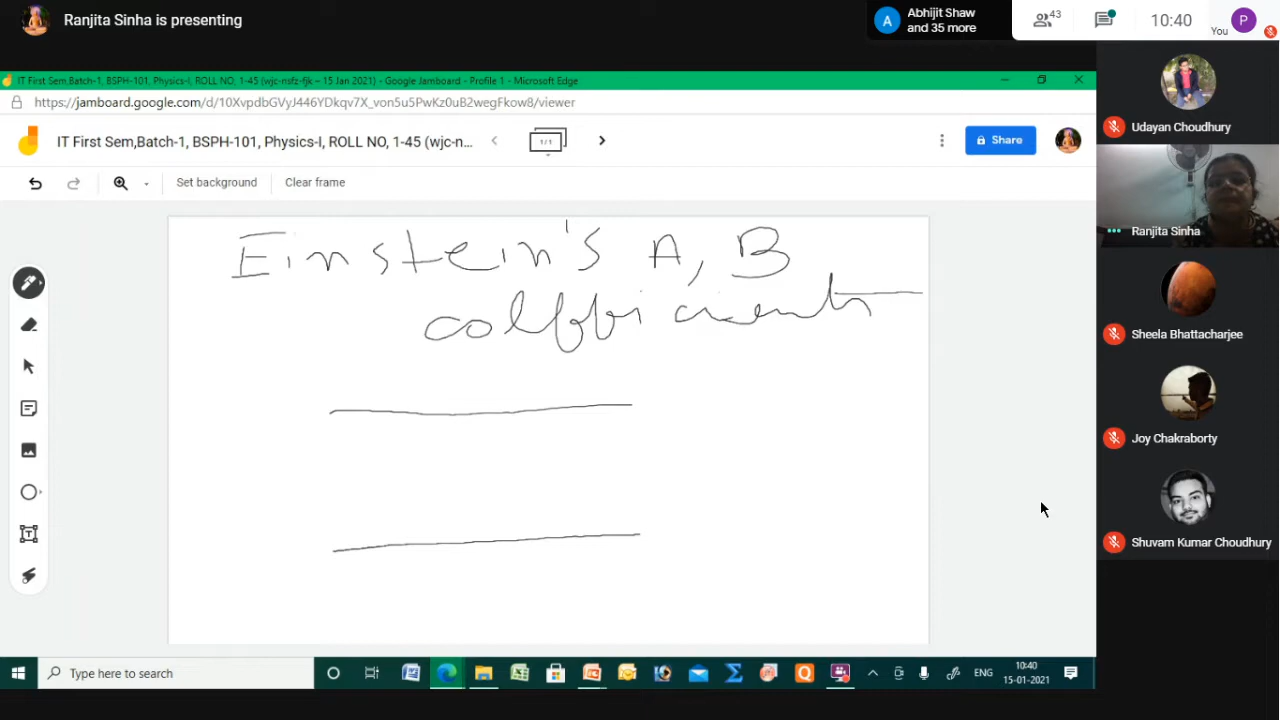 Ranjita Sinha is presenting
Abhijit Shaw
A
and 35 more
43
10:40
You
P
IT First Sem,Batch-1, BSPH-101, Physics-I, ROLL NO, 1-45 (wjc-nsfz-fjk – 15 Jan 2021) - Google Jamboard - Profile 1 - Microsoft Edge
https://jamboard.google.com/d/10XvpdbGVyJ446YDkqv7X_von5u5PwKz0uB2wegFkow8/viewer
IT First Sem,Batch-1, BSPH-101, Physics-I, ROLL NO, 1-45 (wjc-n...
1/1
Share
Set background
Clear frame
Einstein's A, B
coefficients
Udayan Choudhury
Ranjita Sinha
Sheela Bhattacharjee
Joy Chakraborty
Shuvam Kumar Choudhury
Type here to search
ENG
10:40
15-01-2021